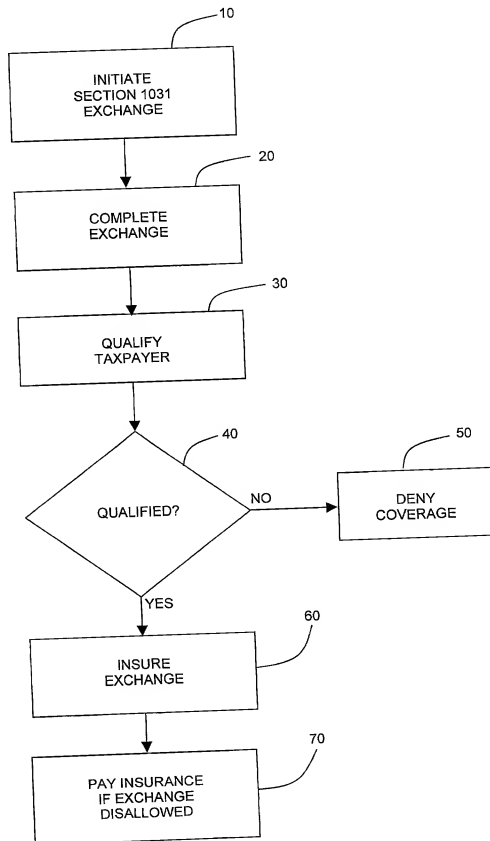 10
INITIATE
SECTION 1031
EXCHANGE
20
COMPLETE
EXCHANGE
30
QUALIFY
TAXPAYER
40
QUALIFIED?
NO
50
DENY
COVERAGE
YES
60
INSURE
EXCHANGE
70
PAY INSURANCE
IF EXCHANGE
DISALLOWED